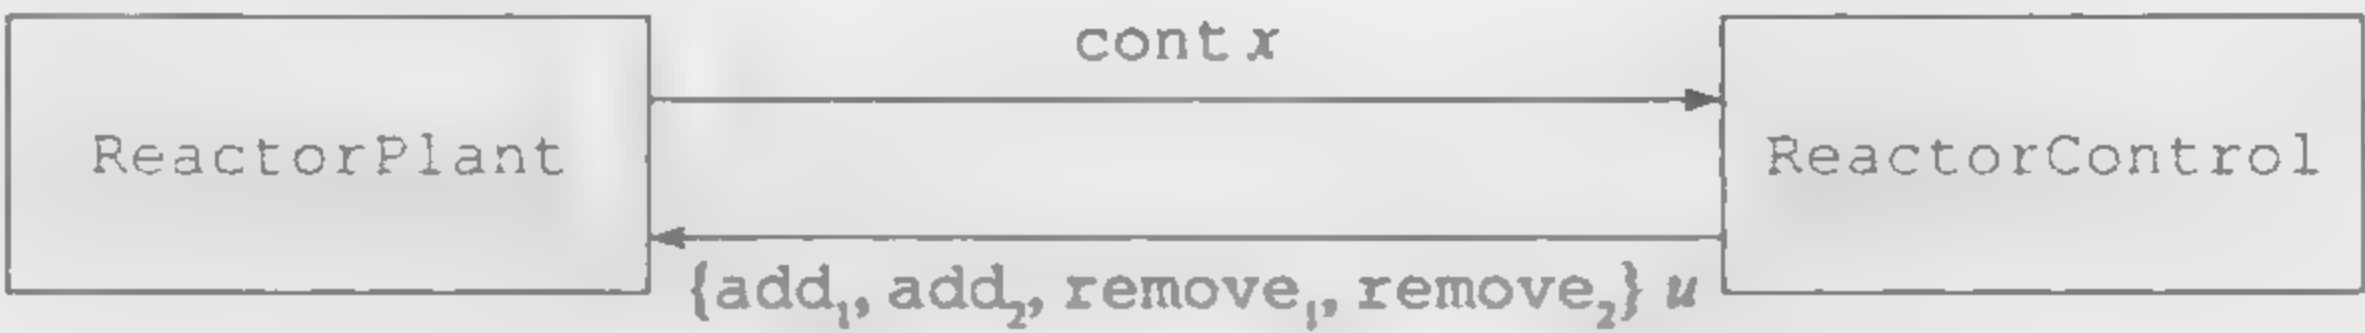 cont x
ReactorPlant
ReactorControl
{add₁, add₂, remove₁, remove₂} u